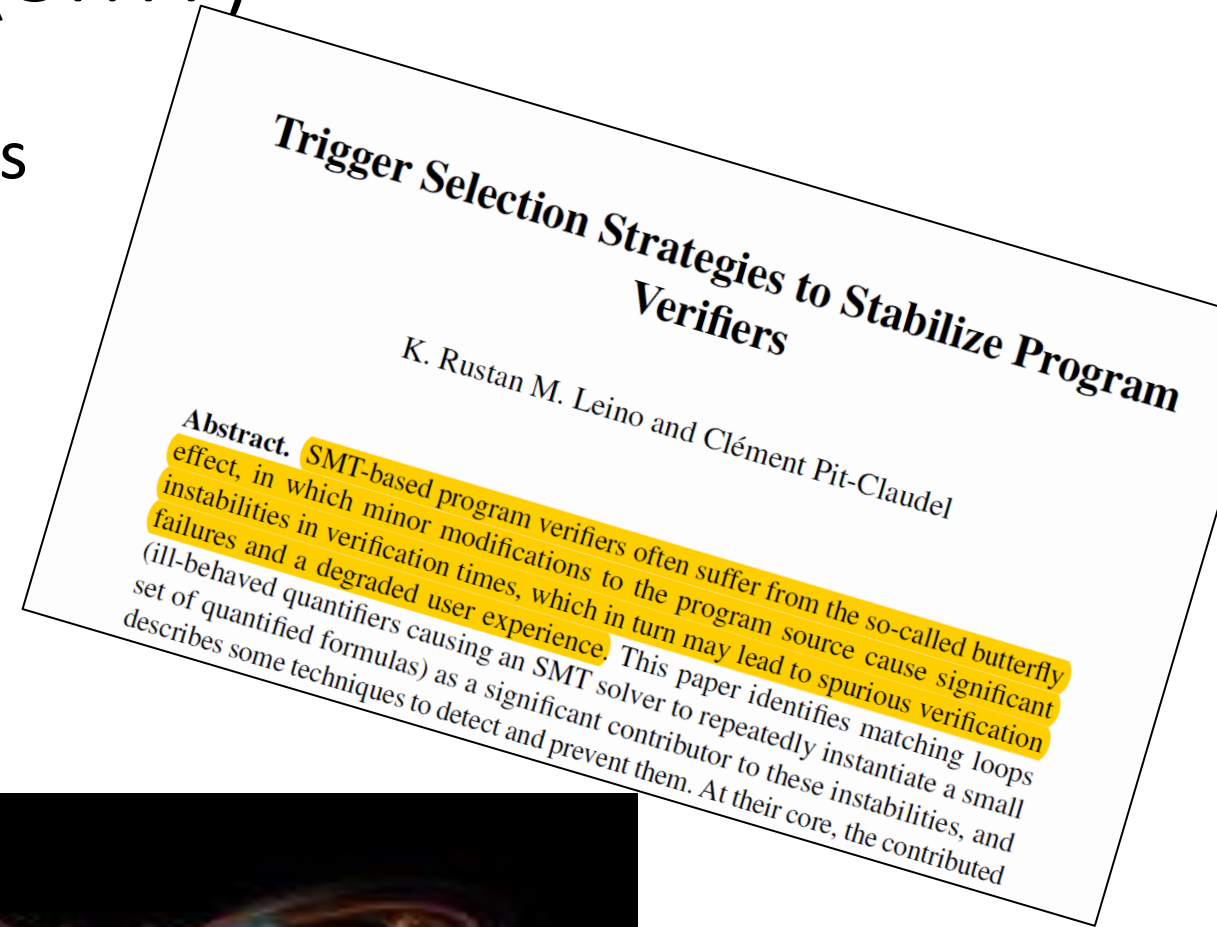 s
Trigger Selection Strategies to Stabilize Program
Verifiers
K. Rustan M. Leino and Clément Pit-Claudel
Abstract. SMT-based program verifiers often suffer from the so-called butterfly
effect, in which minor modifications to the program source cause significant
instabilities in verification times, which in turn may lead to spurious verification
failures and a degraded user experience. This paper identifies matching loops
(ill-behaved quantifiers causing an SMT solver to repeatedly instantiate a small
set of quantified formulas) as a significant contributor to these instabilities, and
describes some techniques to detect and prevent them. At their core, the contributed